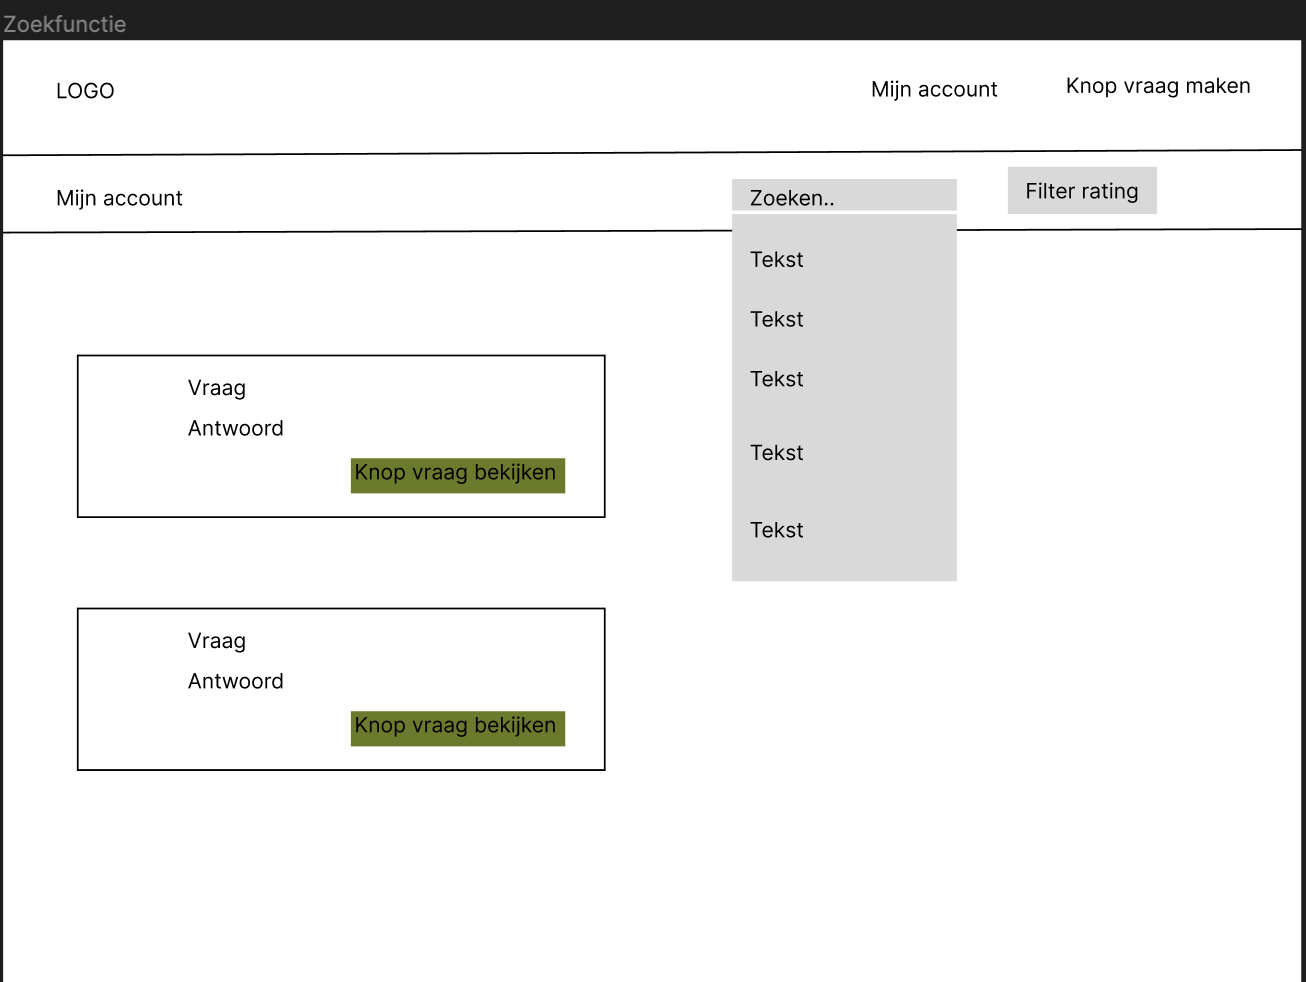 Zoekfunctie
LOGO
Mijn account
Knop vraag maken
Mijn account
Zoeken..
Filter rating
Tekst
Tekst
Tekst
Tekst
Tekst
Vraag
Antwoord
Knop vraag bekijken
Vraag
Antwoord
Knop vraag bekijken